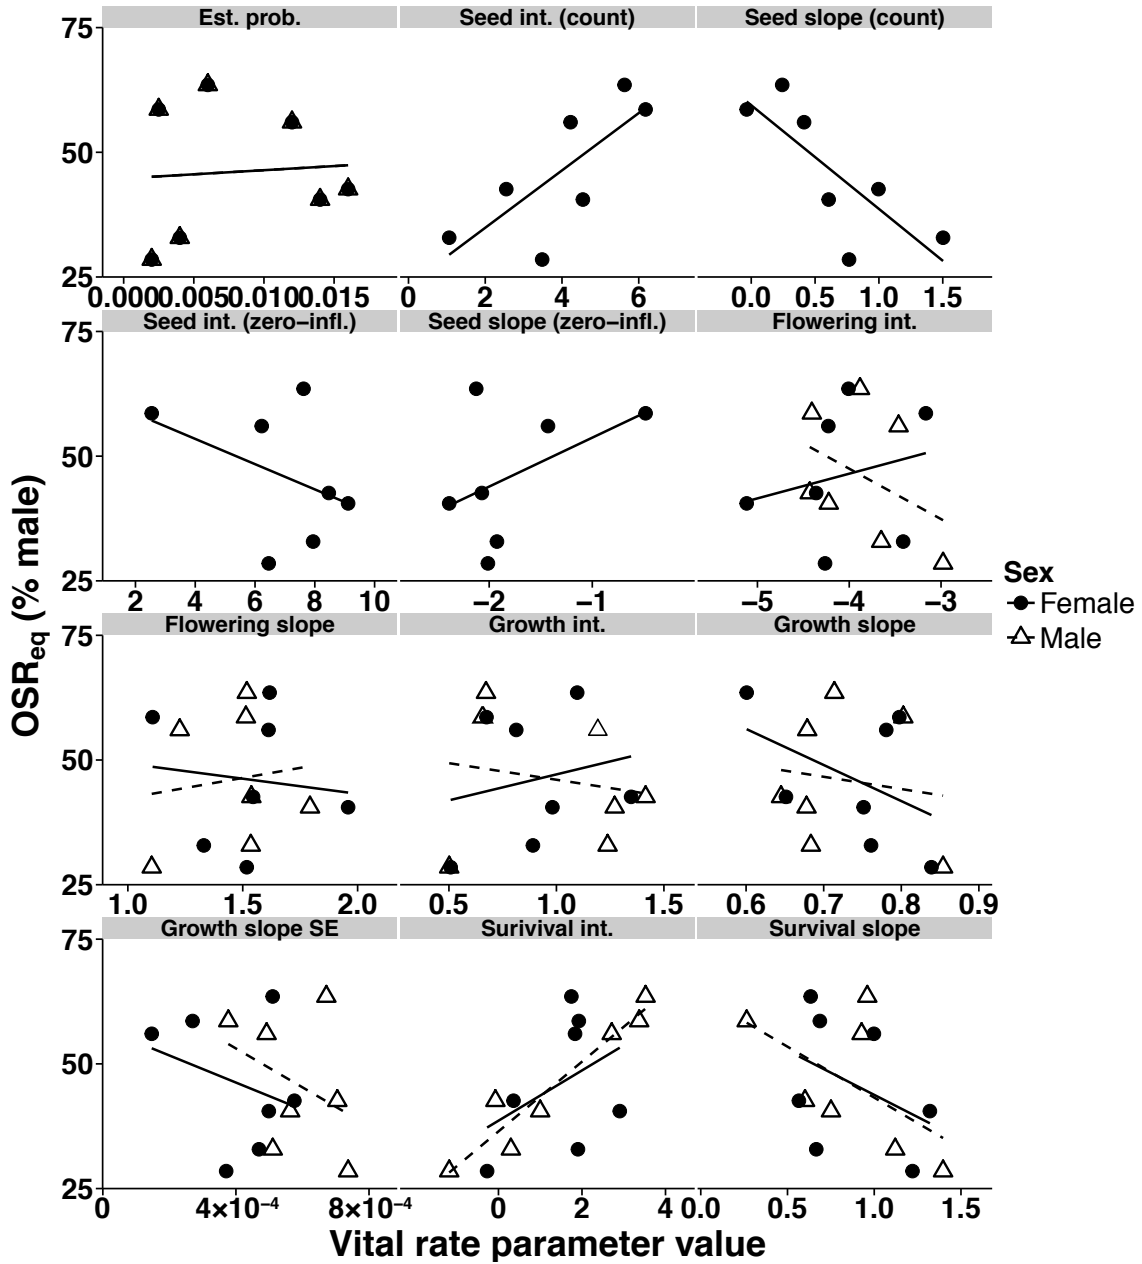 Est. prob. Seed int. (count) Seed slope (count)
75
50
25
0.000 0.005 0.010 0.015 0 2 4 6 0.0 0.5 1.0 1.5
Seed int. (zero−infl.) Seed slope (zero−infl.) Flowering int.
75
50
25
2 4 6 8 10 −2 −1 −5 −4 −3
Flowering slope Growth int. Growth slope
75
50
25
1.0 1.5 2.0 0.5 1.0 1.5 0.6 0.7 0.8 0.9
Growth slope SE Surivival int. Survival slope
75
50
25
0 4×10−4 8×10−4 0 2 4 0.0 0.5 1.0 1.5
Vital rate parameter value
OSReq (% male)
Sex
Female
Male